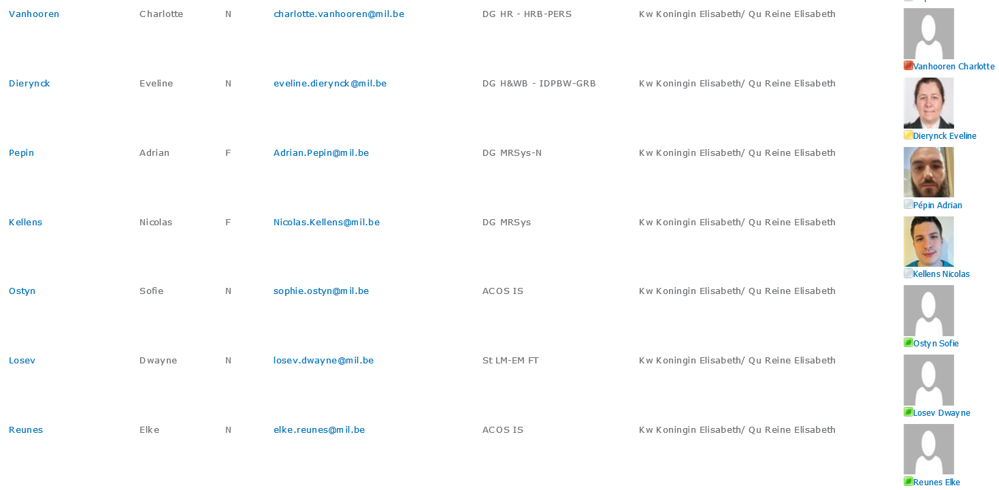 Vanhooren Charlotte N charlotte.vanhooren@mil.be DG HR - HRB-PERS Kw Koningin Elisabeth/ Qu Reine Elisabeth
Vanhooren Charlotte
Dierynck Eveline N eveline.dierynck@mil.be DG H&WB - IDPBW-GRB Kw Koningin Elisabeth/ Qu Reine Elisabeth
Dierynck Eveline
Pepin Adrian F Adrian.Pepin@mil.be DG MRSys-N Kw Koningin Elisabeth/ Qu Reine Elisabeth
Pépin Adrian
Kellens Nicolas F Nicolas.Kellens@mil.be DG MRSys Kw Koningin Elisabeth/ Qu Reine Elisabeth
Kellens Nicolas
Ostyn Sofie N sophie.ostyn@mil.be ACOS IS Kw Koningin Elisabeth/ Qu Reine Elisabeth
Ostyn Sofie
Losev Dwayne N losev.dwayne@mil.be St LM-EM FT Kw Koningin Elisabeth/ Qu Reine Elisabeth
Losev Dwayne
Reunes Elke N elke.reunes@mil.be ACOS IS Kw Koningin Elisabeth/ Qu Reine Elisabeth
Reunes Elke